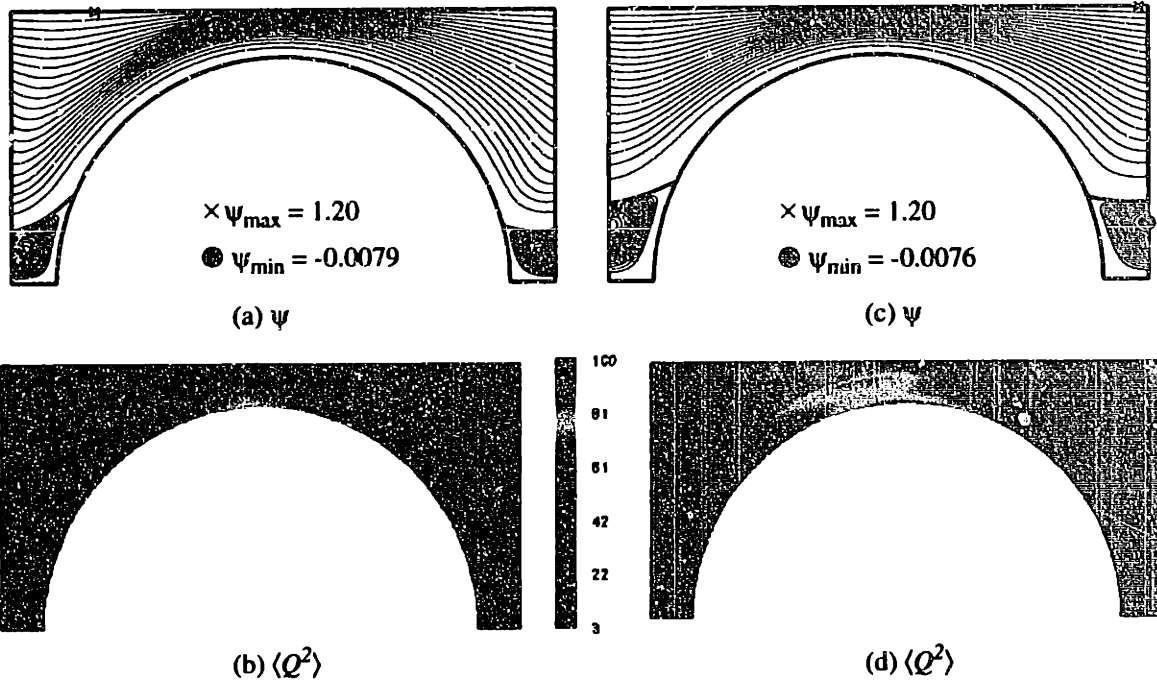 × ψmax = 1.20
ψmin = -0.0079
(a) ψ
× ψmax = 1.20
ψmin = -0.0076
(c) ψ
100
81
61
42
22
3
(b) ⟨Q²⟩
(d) ⟨Q²⟩